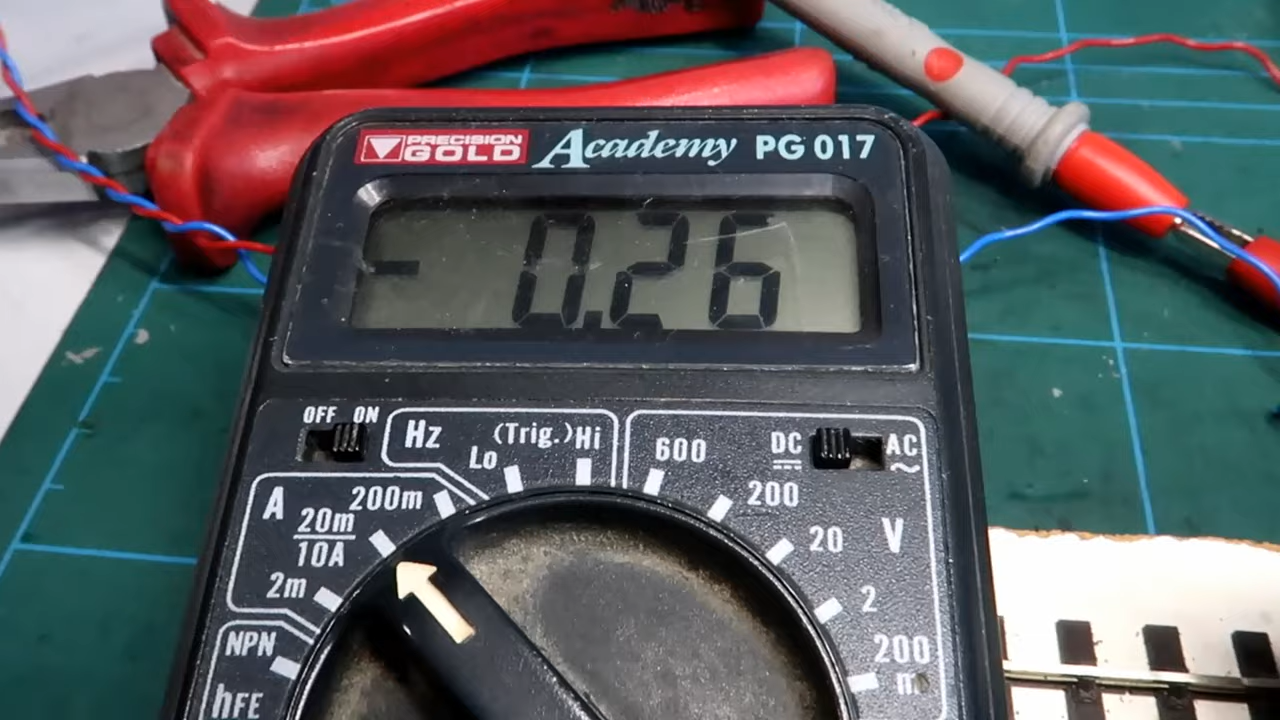 PRECISION
GOLD
Academy PG 017
- 0.26
OFF ON
Hz
Lo
(Trig.) Hi
600
DC
AC
A
200m
20m
10A
2m
200
20
V
2
200
m
NPN
hFE